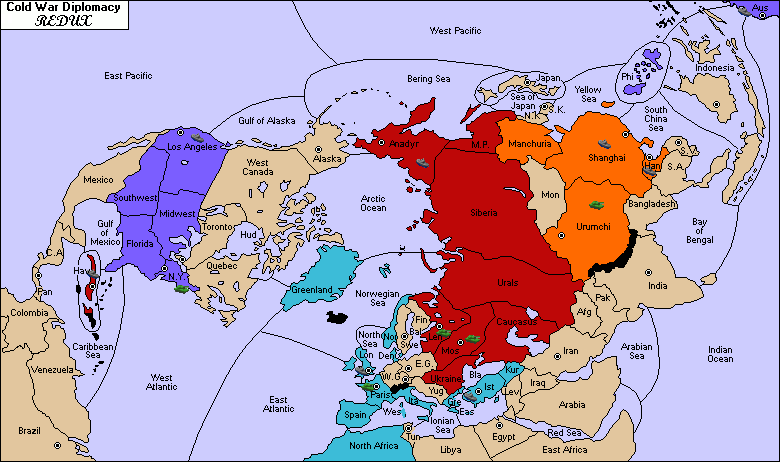 Cold War Diplomacy
REDUX
Aus
West Pacific
East Pacific
Indonesia
Bering Sea
Japan
Phi
Sea of
Japan
Yellow
Sea
S.K.
N.K.
South
China
Sea
Gulf of Alaska
Los Angeles
Alaska
Anadyr
M.P.
Manchuria
Shanghai
Han
S.V.
S.A.
West
Canada
Mexico
Southwest
Midwest
Arctic
Ocean
Siberia
Mon
Urumchi
Bangladesh
Bay
of
Bengal
Gulf
of
Mexico
Toronto
Hud
Florida
Quebec
N.Y.
C.A.
Hav
Pan
Greenland
Norwegian
Sea
Urals
India
Pak
Afg
Colombia
Caribbean
Sea
Venezuela
Brazil
West
Atlantic
East
Atlantic
North
Sea
Nor
Fin
Bal
Swe
Len
Mos
Caucasus
Den
Lon
E.G.
W.G.
Ukraine
Bla
Iran
Arabian
Sea
Indian
Ocean
Paris
Yug
Ist
Kur
Lev
Iraq
Arabia
Spain
Wes
Ita
Gre
Eas
Ionian
Sea
North Africa
Tun
Libya
Egypt
Red Sea
East Africa